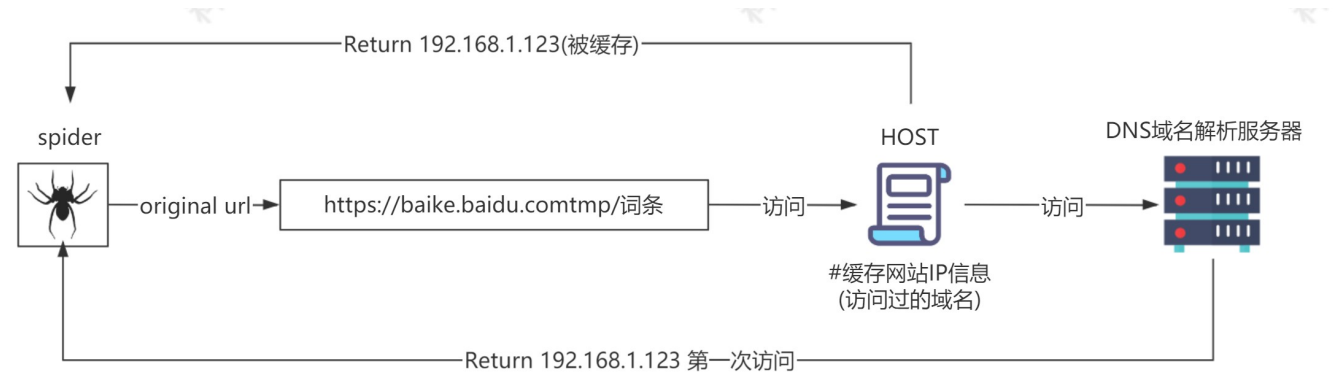 Return 192.168.1.123(被缓存)
spider
HOST
DNS域名解析服务器
original url
https://baike.baidu.comtmp/词条
访问
访问
#缓存网站IP信息
(访问过的域名)
Return 192.168.1.123 第一次访问